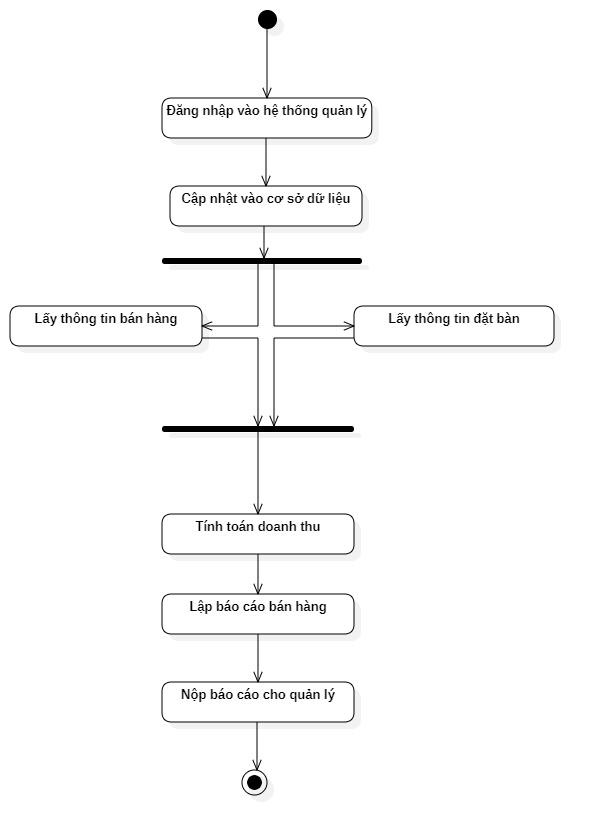 Đăng nhập vào hệ thống quản lý
Cập nhật vào cơ sở dữ liệu
Lấy thông tin bán hàng
Lấy thông tin đặt bàn
Tính toán doanh thu
Lập báo cáo bán hàng
Nộp báo cáo cho quản lý